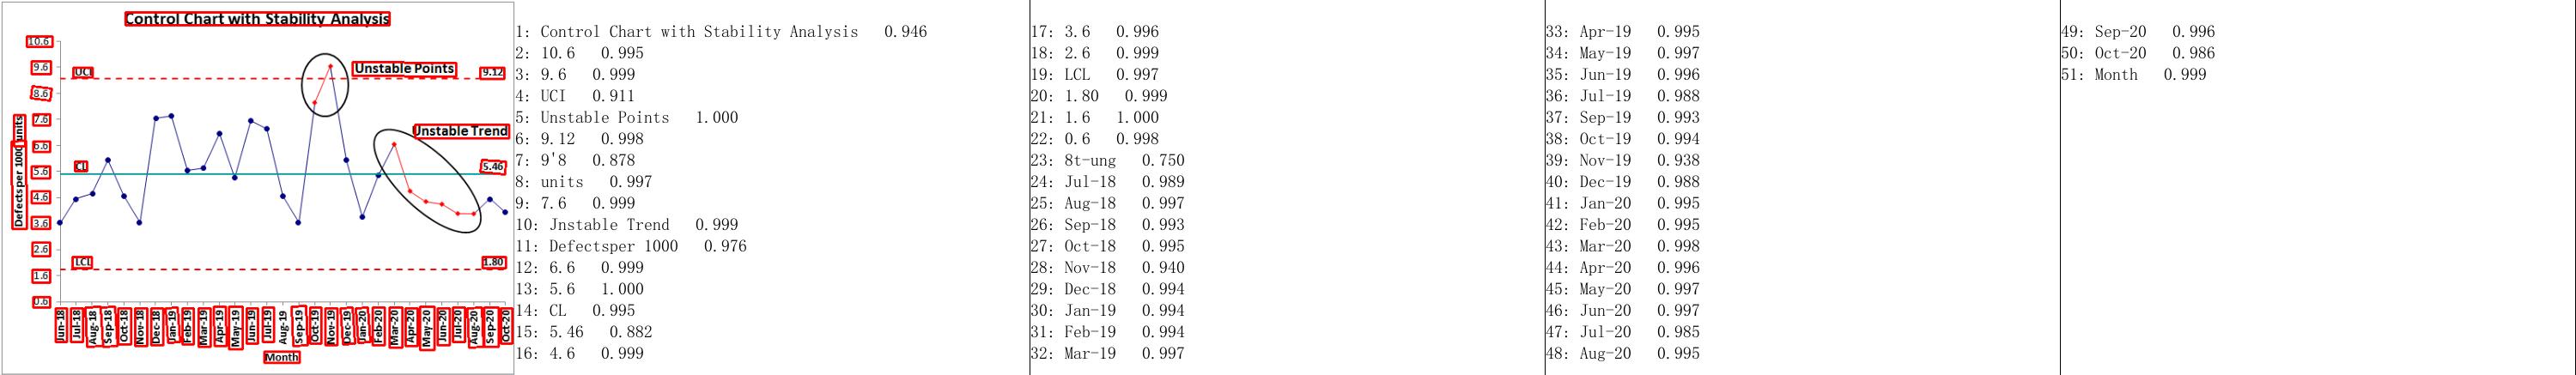 Control Chart with Stability Analysis
10.6
9.6
8.6
7.6
6.6
5.6
4.6
3.6
2.6
1.6
0.6
Defectsper 1000 units
UCl
Unstable Points
9.12
Unstable Trend
CL
5.46
LCL
1.80
Jun-18
Jul-18
Aug-18
Sep-18
Oct-18
Nov-18
Dec-18
Jan-19
Feb-19
Mar-19
Apr-19
May-19
Jun-19
Jul-19
Aug-19
Sep-19
Oct-19
Nov-19
Dec-19
Jan-20
Feb-20
Mar-20
Apr-20
May-20
Jun-20
Jul-20
Aug-20
Sep-20
Oct-20
Month
1: Control Chart with Stability Analysis 0.946
2: 10.6 0.995
3: 9.6 0.999
4: UCI 0.911
5: Unstable Points 1.000
6: 9.12 0.998
7: 9'8 0.878
8: units 0.997
9: 7.6 0.999
10: Jnstable Trend 0.999
11: Defectsper 1000 0.976
12: 6.6 0.999
13: 5.6 1.000
14: CL 0.995
15: 5.46 0.882
16: 4.6 0.999
17: 3.6 0.996
18: 2.6 0.999
19: LCL 0.997
20: 1.80 0.999
21: 1.6 1.000
22: 0.6 0.998
23: 8t-ung 0.750
24: Jul-18 0.989
25: Aug-18 0.997
26: Sep-18 0.993
27: Oct-18 0.995
28: Nov-18 0.940
29: Dec-18 0.994
30: Jan-19 0.994
31: Feb-19 0.994
32: Mar-19 0.997
33: Apr-19 0.995
34: May-19 0.997
35: Jun-19 0.996
36: Jul-19 0.988
37: Sep-19 0.993
38: Oct-19 0.994
39: Nov-19 0.938
40: Dec-19 0.988
41: Jan-20 0.995
42: Feb-20 0.995
43: Mar-20 0.998
44: Apr-20 0.996
45: May-20 0.997
46: Jun-20 0.997
47: Jul-20 0.985
48: Aug-20 0.995
49: Sep-20 0.996
50: Oct-20 0.986
51: Month 0.999